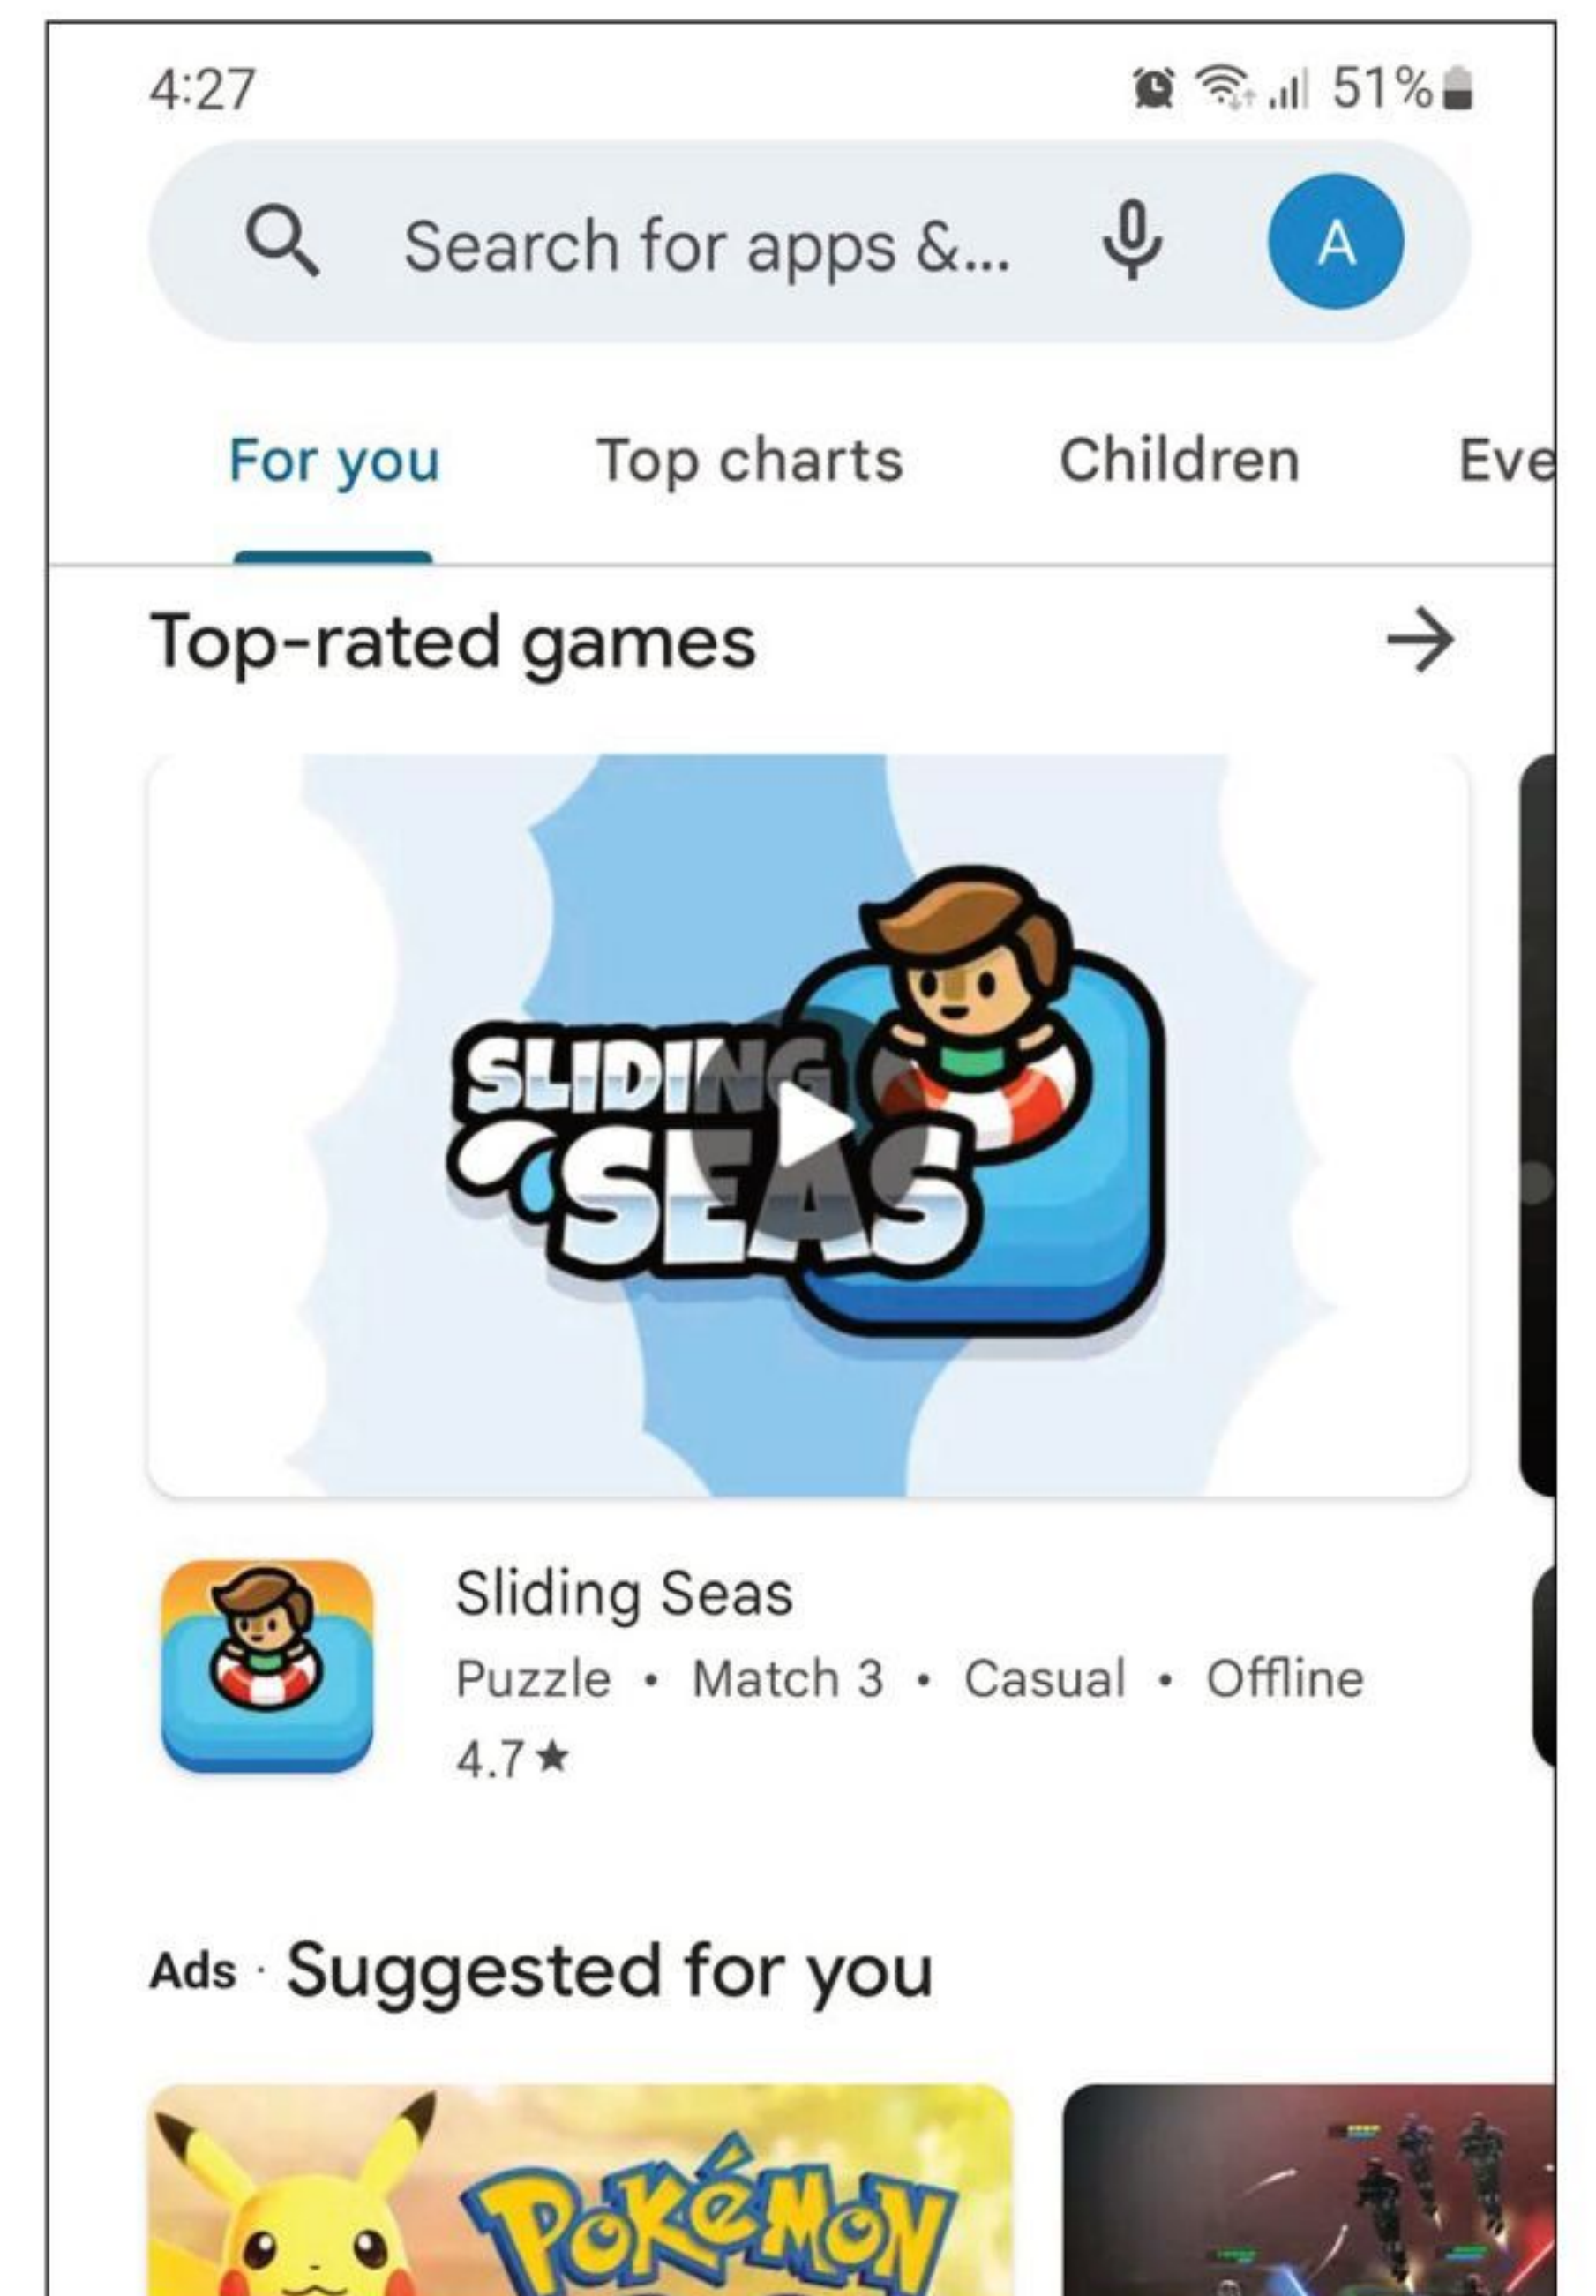 4:27
51%
Search for apps &...
A
For you
Top charts
Children
Eve
Top-rated games
SLIDING
SEAS
Sliding Seas
Puzzle • Match 3 • Casual • Offline
4.7★
Ads · Suggested for you
POKéMON